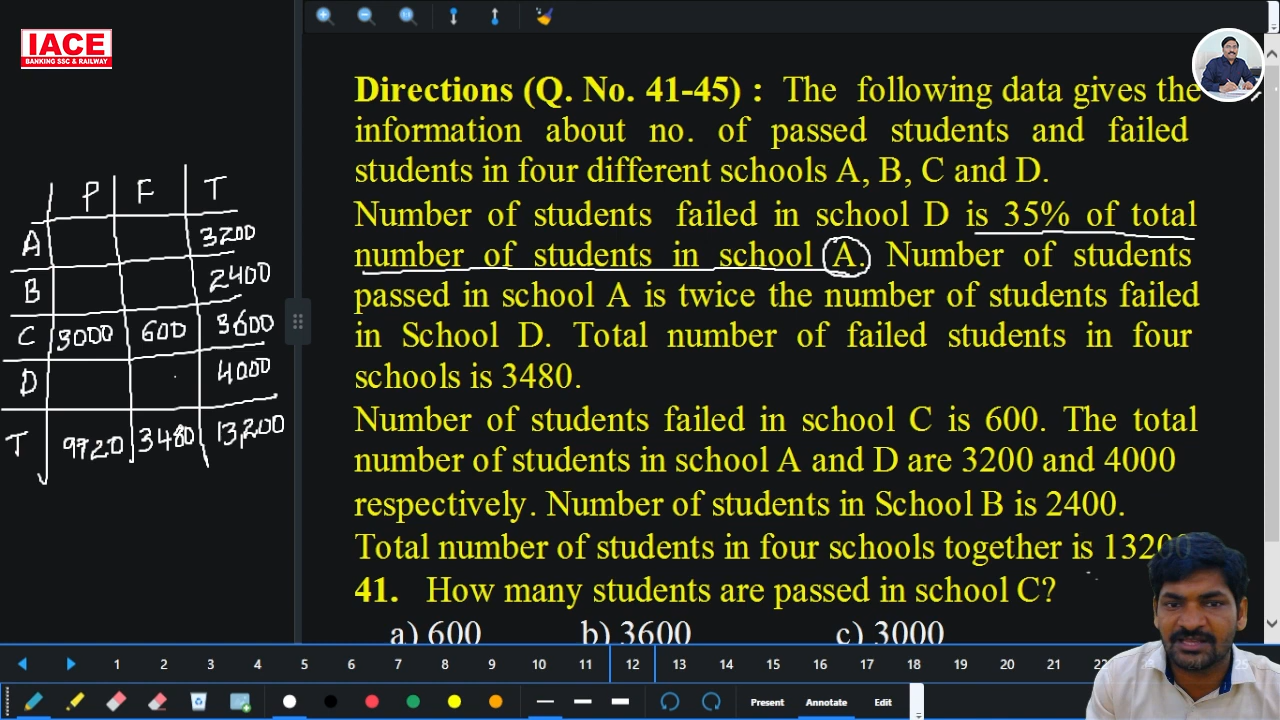 IACE
BANKING SSC & RAILWAY
P F T
A 3200
B 2400
C 3000 600 3600
D 4000
T 9720 3480 13,200
Directions (Q. No. 41-45) : The following data gives the
information about no. of passed students and failed
students in four different schools A, B, C and D.
Number of students failed in school D is 35% of total
number of students in school A. Number of students
passed in school A is twice the number of students failed
in School D. Total number of failed students in four
schools is 3480.
Number of students failed in school C is 600. The total
number of students in school A and D are 3200 and 4000
respectively. Number of students in School B is 2400.
Total number of students in four schools together is 13200
41. How many students are passed in school C?
a) 600 b) 3600 c) 3000
1 2 3 4 5 6 7 8 9 10 11 12 13 14 15 16 17 18 19 20 21 22
Present Annotate Edit